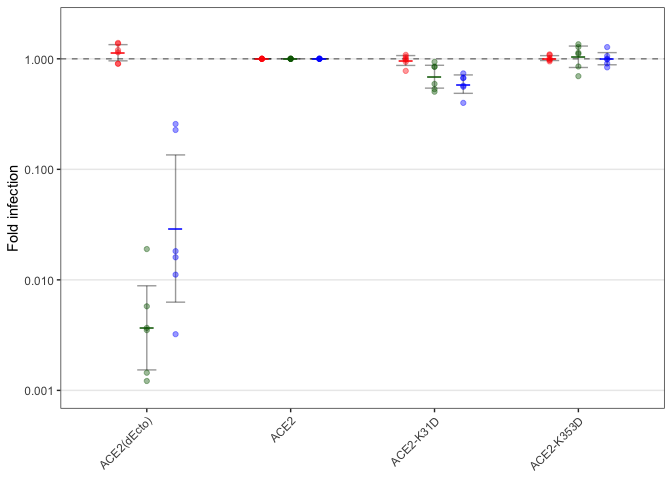 Fold infection
1.000
0.100
0.010
0.001
ACE2(dEcto)
ACE2
ACE2-K31D
ACE2-K353D